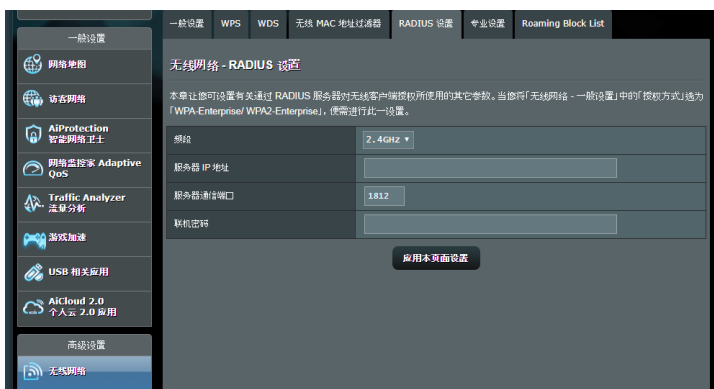 一般设置
网络地图
访客网络
AiProtection
智能网络卫士
网络监控家 Adaptive
QoS
Traffic Analyzer
流量分析
游戏加速
USB 相关应用
AiCloud 2.0
个人云 2.0 应用
高级设置
无线网络
一般设置 WPS WDS 无线 MAC 地址过滤器 RADIUS 设置 专业设置 Roaming Block List
无线网络 - RADIUS 设置
本章让您可设置有关通过 RADIUS 服务器对无线客户端授权所使用的其它参数。当您将「无线网络 - 一般设置」中的「授权方式」选为
「WPA-Enterprise/ WPA2-Enterprise」，便需进行此一设置。
频段 2.4GHz
服务器 IP 地址
服务器通信端口 1812
联机密码
应用本页面设置